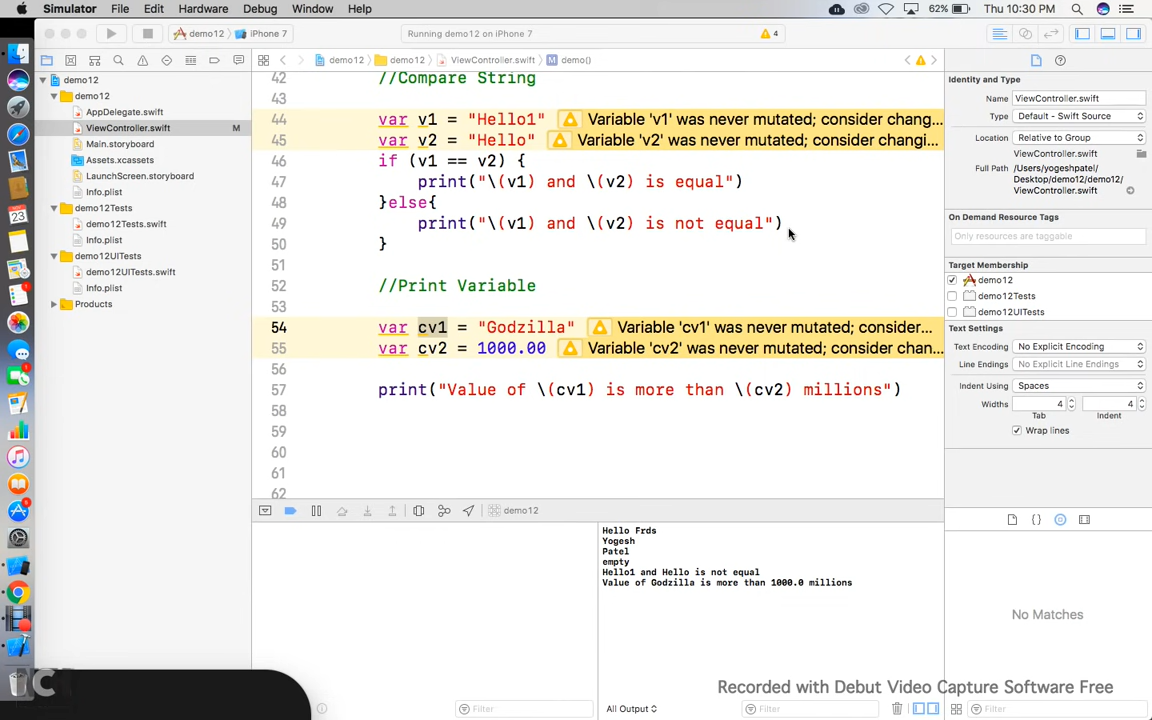 Simulator File Edit Hardware Debug Window Help 62% Thu 10:30 PM
demo12 iPhone 7 Running demo12 on iPhone 7 4
demo12 demo12 ViewController.swift M demo()
demo12
demo12
AppDelegate.swift
ViewController.swift M
Main.storyboard
Assets.xcassets
LaunchScreen.storyboard
Info.plist
demo12Tests
demo12Tests.swift
Info.plist
demo12UITests
demo12UITests.swift
Info.plist
Products
42 //Compare String
43
44 var v1 = "Hello1" Variable 'v1' was never mutated; consider chang...
45 var v2 = "Hello" Variable 'v2' was never mutated; consider changi...
46 if (v1 == v2) {
47 print("\(v1) and \(v2) is equal")
48 }else{
49 print("\(v1) and \(v2) is not equal")
50 }
51
52 //Print Variable
53
54 var cv1 = "Godzilla" Variable 'cv1' was never mutated; consider...
55 var cv2 = 1000.00 Variable 'cv2' was never mutated; consider chan...
56
57 print("Value of \(cv1) is more than \(cv2) millions")
58
59
60
61
62
demo12
Hello Frds
Yogesh
Patel
empty
Hello1 and Hello is not equal
Value of Godzilla is more than 1000.0 millions
Filter
All Output
Filter
Identity and Type
Name ViewController.swift
Type Default - Swift Source
Location Relative to Group
ViewController.swift
Full Path /Users/yogeshpatel/
Desktop/demo12/demo12/
ViewController.swift
On Demand Resource Tags
Only resources are taggable
Target Membership
demo12
demo12Tests
demo12UITests
Text Settings
Text Encoding No Explicit Encoding
Line Endings No Explicit Line Endings
Indent Using Spaces
Widths 4 4
Tab Indent
Wrap lines
{}
No Matches
Filter
Recorded with Debut Video Capture Software Free